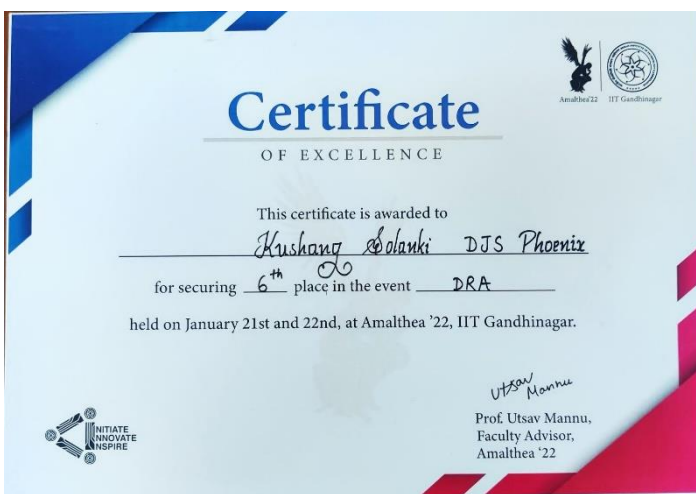 Amalthea'22 IIT Gandhinagar
Certificate
OF EXCELLENCE
This certificate is awarded to
Kushang Solanki DJS Phoenix
for securing 6th place in the event DRA
held on January 21st and 22nd, at Amalthea '22, IIT Gandhinagar.
Utsav
Mannu
Prof. Utsav Mannu,
Faculty Advisor,
Amalthea ‘22
INITIATE
INNOVATE
INSPIRE